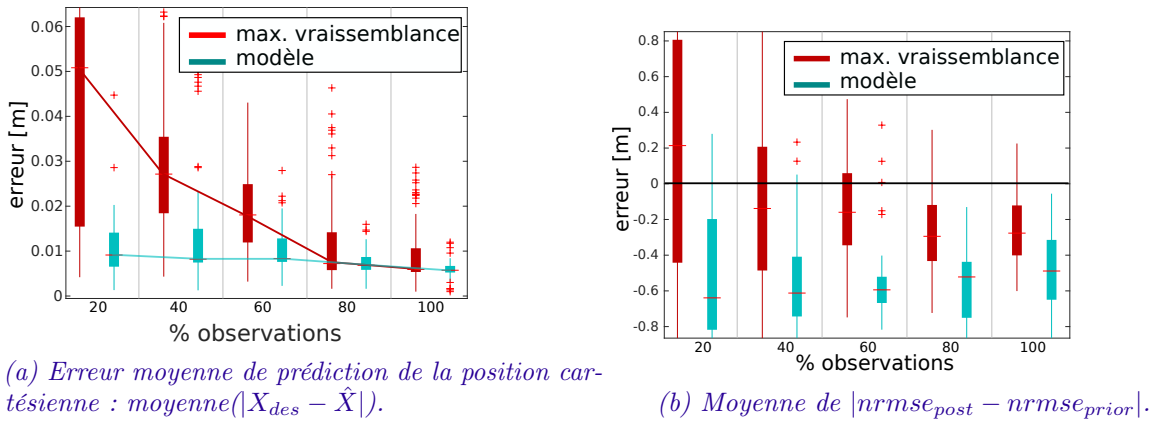 0.06
0.05
0.04
0.03
0.02
0.01
0
erreur [m]
max. vraissemblance
modèle
20 40 60 80 100
% observations
(a) Erreur moyenne de prédiction de la position car-
tésienne : moyenne(|X_des − X̂|).
0.8
0.6
0.4
0.2
0
-0.2
-0.4
-0.6
-0.8
erreur [m]
max. vraissemblance
modèle
20 40 60 80 100
% observations
(b) Moyenne de |nrmse_post − nrmse_prior|.